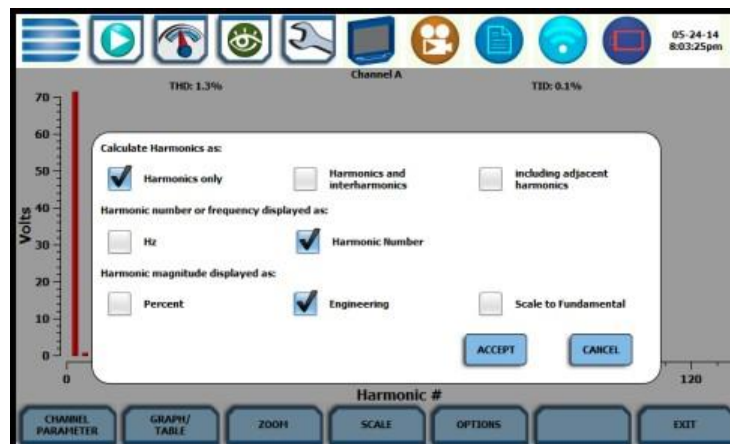 05-24-14
8:03:25pm
Channel A
THD: 1.3%
TID: 0.1%
70
60
50
40
30
20
10
0
Volts
Calculate Harmonics as:
Harmonics only
Harmonics and
interharmonics
including adjacent
harmonics
Harmonic number or frequency displayed as:
Hz
Harmonic Number
Harmonic magnitude displayed as:
Percent
Engineering
Scale to Fundamental
ACCEPT
CANCEL
0
120
Harmonic #
CHANNEL
PARAMETER
GRAPH/
TABLE
ZOOM
SCALE
OPTIONS
EXIT